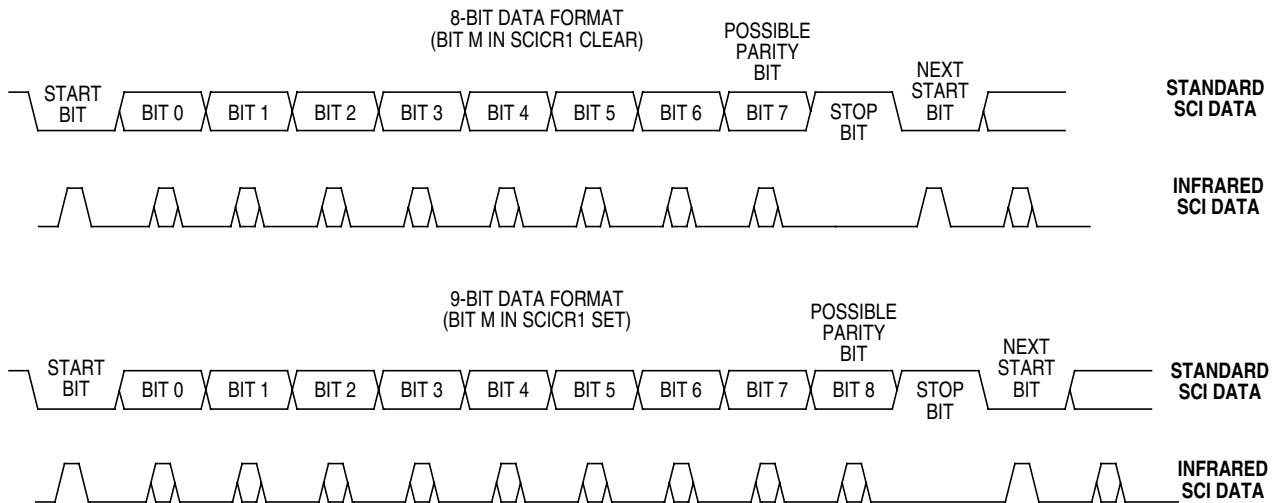 8-BIT DATA FORMAT
(BIT M IN SCICR1 CLEAR)
POSSIBLE
PARITY
BIT
NEXT
START
BIT
START
BIT
BIT 0
BIT 1
BIT 2
BIT 3
BIT 4
BIT 5
BIT 6
BIT 7
STOP
BIT
STANDARD
SCI DATA
INFRARED
SCI DATA
9-BIT DATA FORMAT
(BIT M IN SCICR1 SET)
POSSIBLE
PARITY
BIT
NEXT
START
BIT
START
BIT
BIT 0
BIT 1
BIT 2
BIT 3
BIT 4
BIT 5
BIT 6
BIT 7
BIT 8
STOP
BIT
STANDARD
SCI DATA
INFRARED
SCI DATA